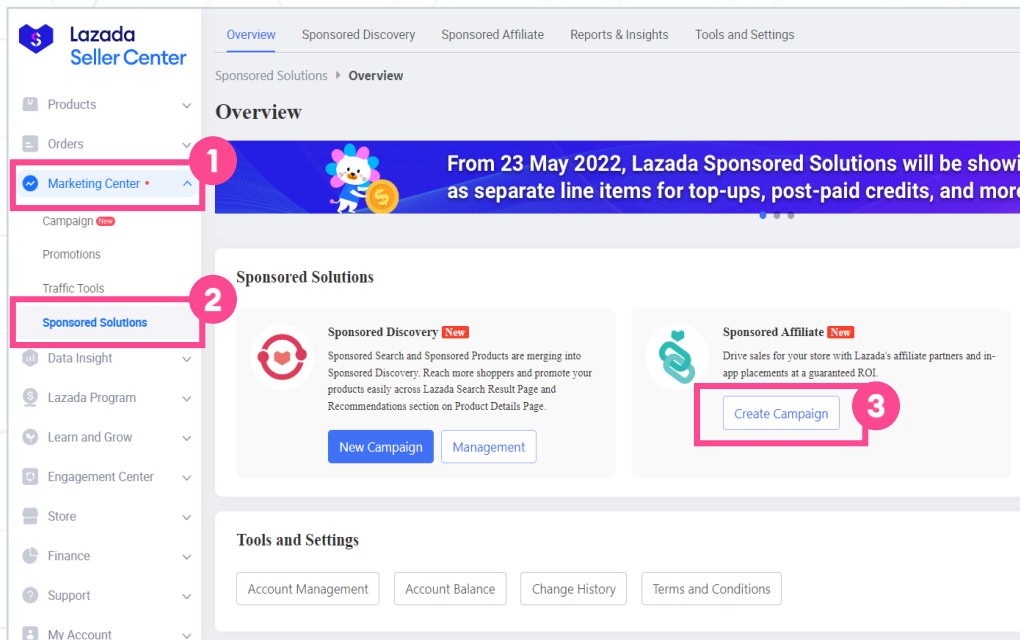 Lazada
Seller Center
Products
Orders
1
Marketing Center
Campaign New
Promotions
Traffic Tools
2
Sponsored Solutions
Data Insight
Lazada Program
Learn and Grow
Engagement Center
Store
Finance
Support
My Account
Overview Sponsored Discovery Sponsored Affiliate Reports & Insights Tools and Settings
Sponsored Solutions Overview
Overview
From 23 May 2022, Lazada Sponsored Solutions will be showi
as separate line items for top-ups, post-paid credits, and more
Sponsored Solutions
Sponsored Discovery New
Sponsored Search and Sponsored Products are merging into
Sponsored Discovery. Reach more shoppers and promote your
products easily across Lazada Search Result Page and
Recommendations section on Product Details Page.
New Campaign Management
Sponsored Affiliate New
Drive sales for your store with Lazada's affiliate partners and in-
app placements at a guaranteed ROI.
Create Campaign
3
Tools and Settings
Account Management Account Balance Change History Terms and Conditions